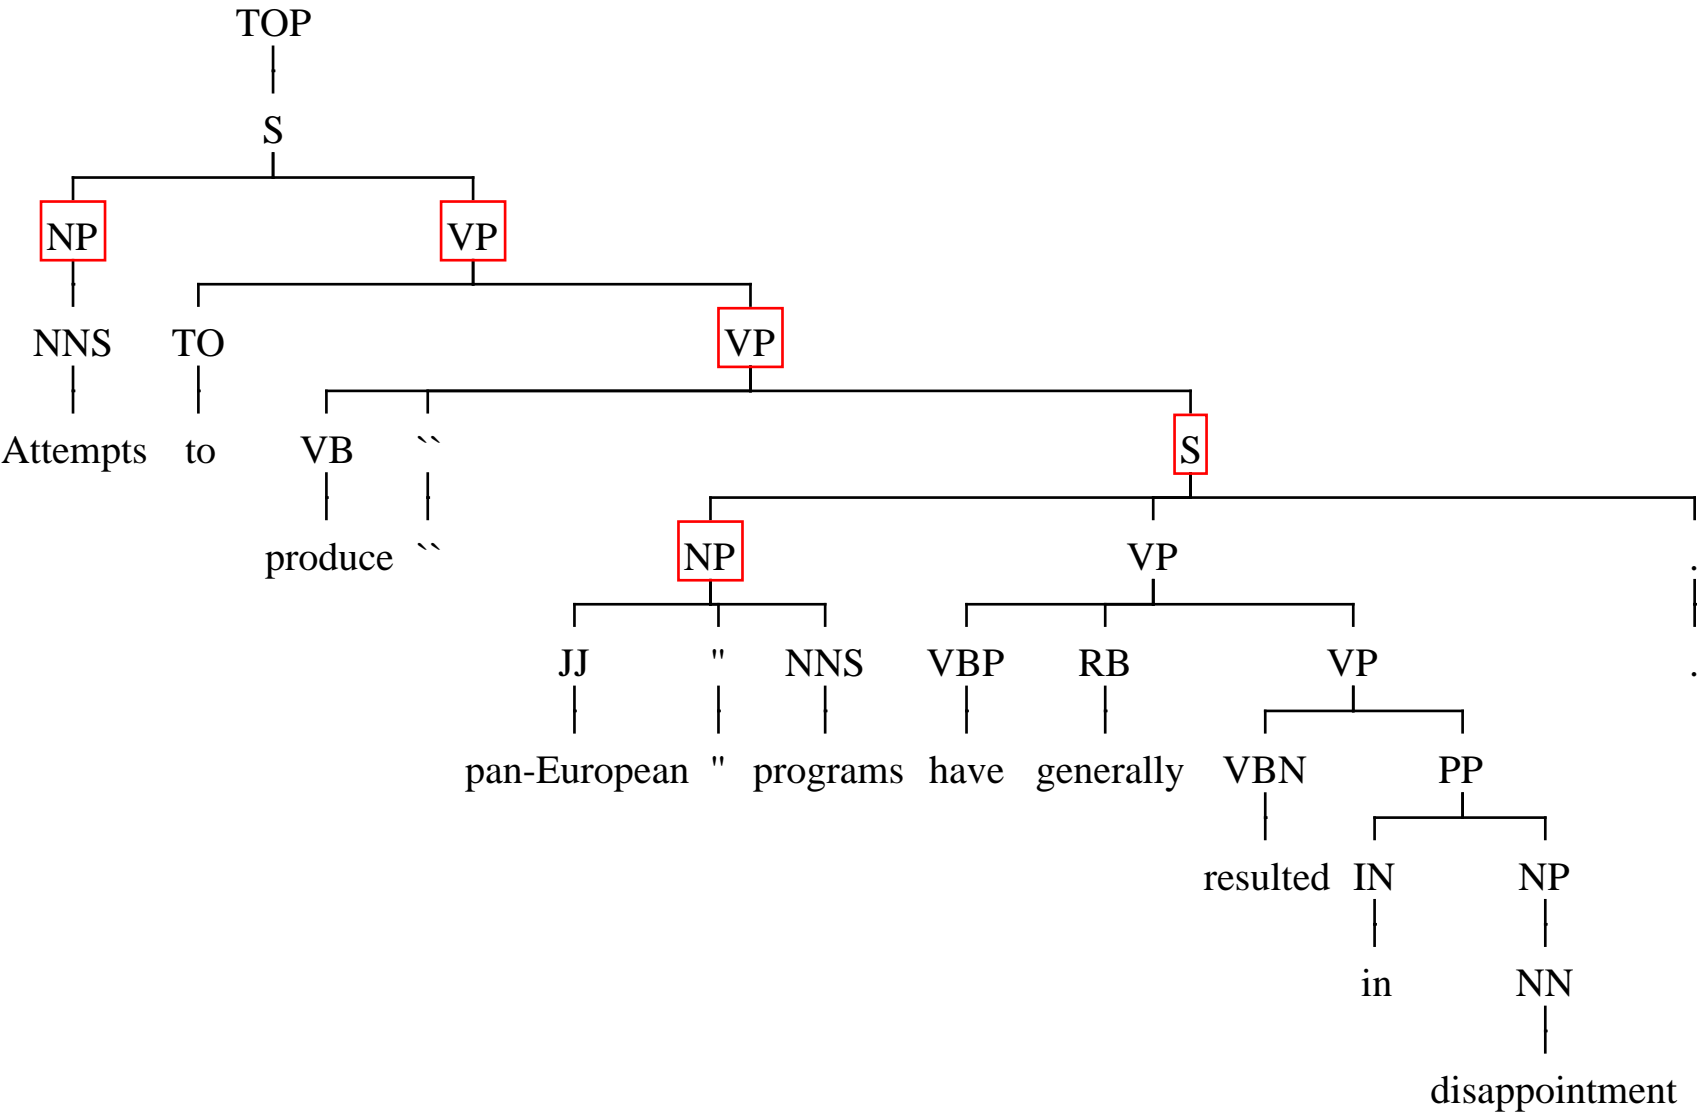 TOP
S
NP VP
NNS TO VP
Attempts to VB `` S
produce `` NP VP .
JJ " NNS VBP RB VP .
pan-European " programs have generally VBN PP
resulted IN NP
in NN
disappointment